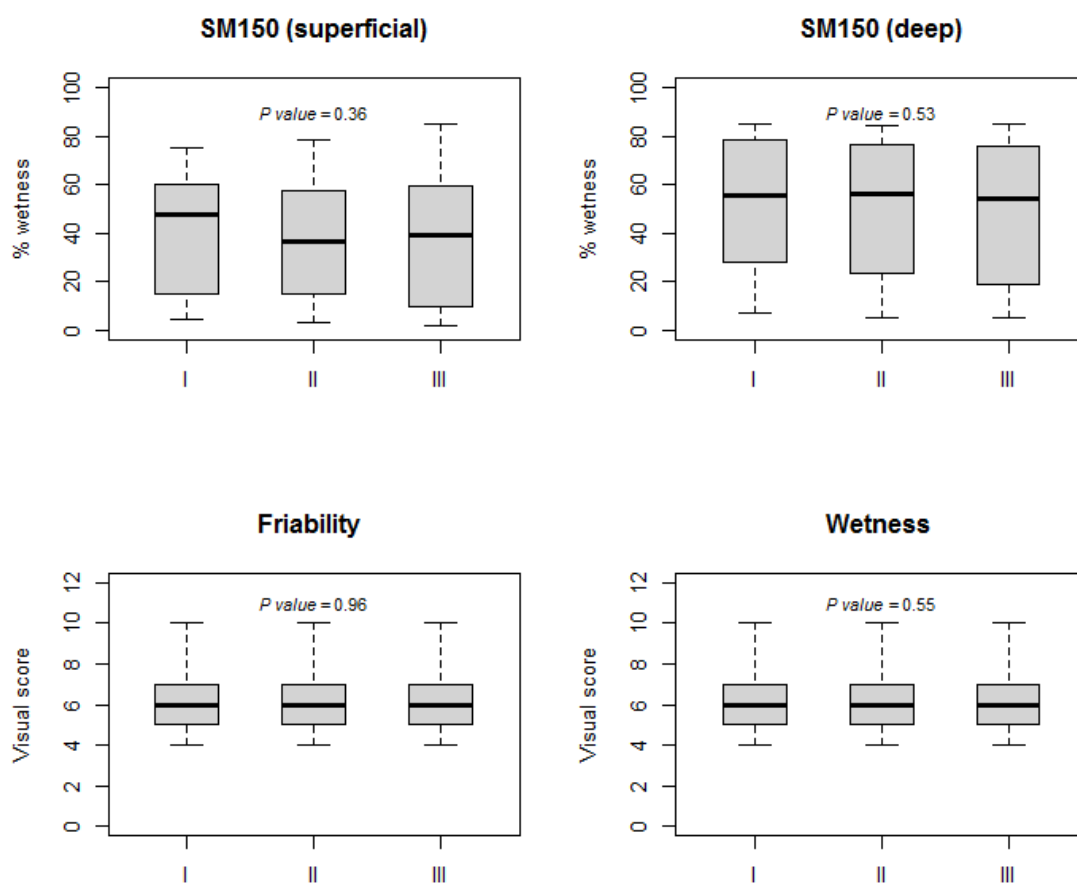 SM150 (superficial)
% wetness
100
80
60
40
20
0
P value = 0.36
I
II
III
SM150 (deep)
% wetness
100
80
60
40
20
0
P value = 0.53
I
II
III
Friability
Visual score
12
10
8
6
4
2
0
P value = 0.96
I
II
III
Wetness
Visual score
12
10
8
6
4
2
0
P value = 0.55
I
II
III